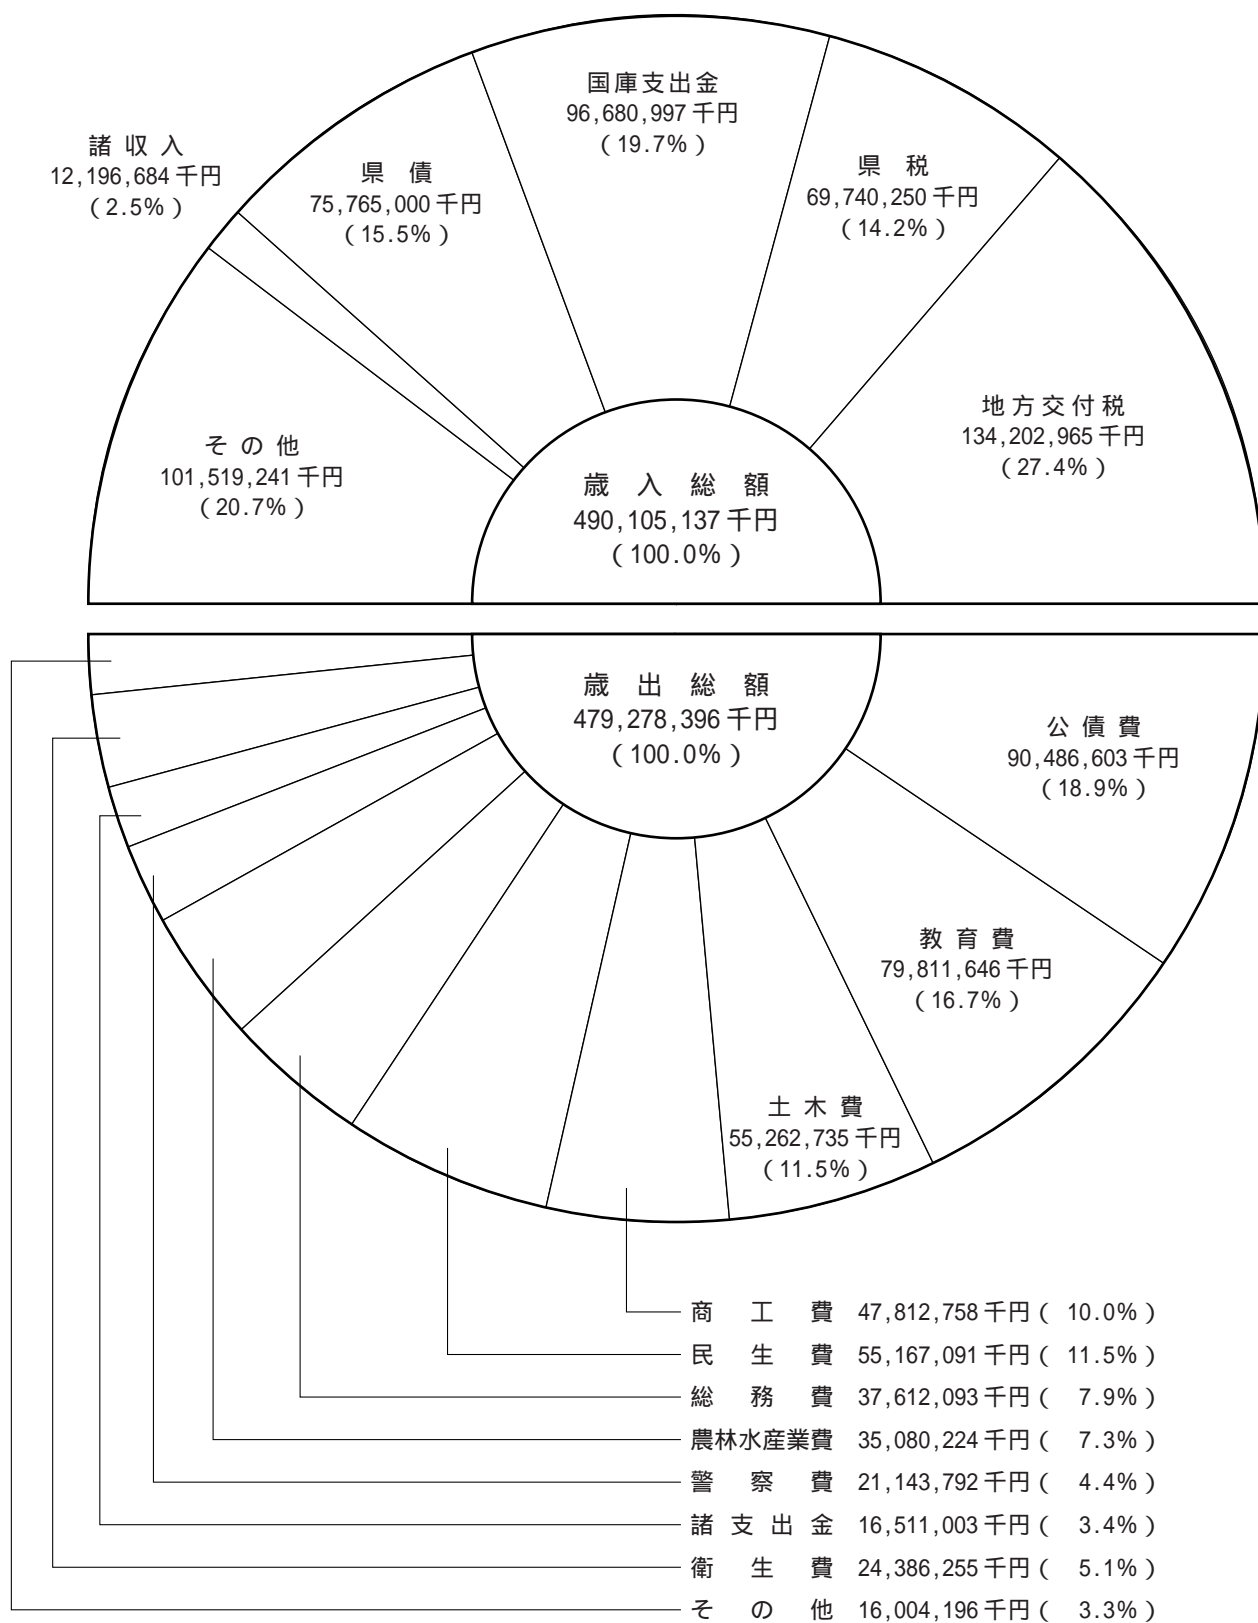 国庫支出金
96,680,997千円
(19.7%)
諸収入
12,196,684千円
(2.5%)
県債
75,765,000千円
(15.5%)
県税
69,740,250千円
(14.2%)
地方交付税
134,202,965千円
(27.4%)
その他
101,519,241千円
(20.7%)
歳入総額
490,105,137千円
(100.0%)
歳出総額
479,278,396千円
(100.0%)
公債費
90,486,603千円
(18.9%)
教育費
79,811,646千円
(16.7%)
土木費
55,262,735千円
(11.5%)
商工費 47,812,758千円(10.0%)
民生費 55,167,091千円(11.5%)
総務費 37,612,093千円(7.9%)
農林水産業費 35,080,224千円(7.3%)
警察費 21,143,792千円(4.4%)
諸支出金 16,511,003千円(3.4%)
衛生費 24,386,255千円(5.1%)
その他 16,004,196千円(3.3%)